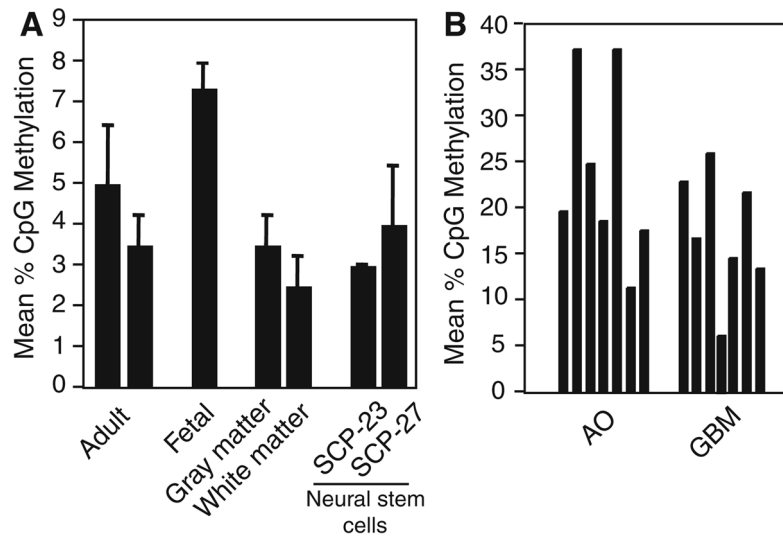 A
Mean % CpG Methylation
9
8
7
6
5
4
3
2
1
0
Adult
Fetal
Gray matter
White matter
SCP-23
SCP-27
Neural stem
cells
B
Mean % CpG Methylation
40
35
30
25
20
15
10
5
0
AO
GBM